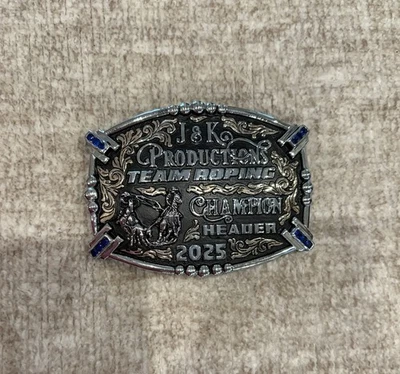 J & K
PRODUCTIONS
TEAM ROPING
CHAMPION
HEADER
2025